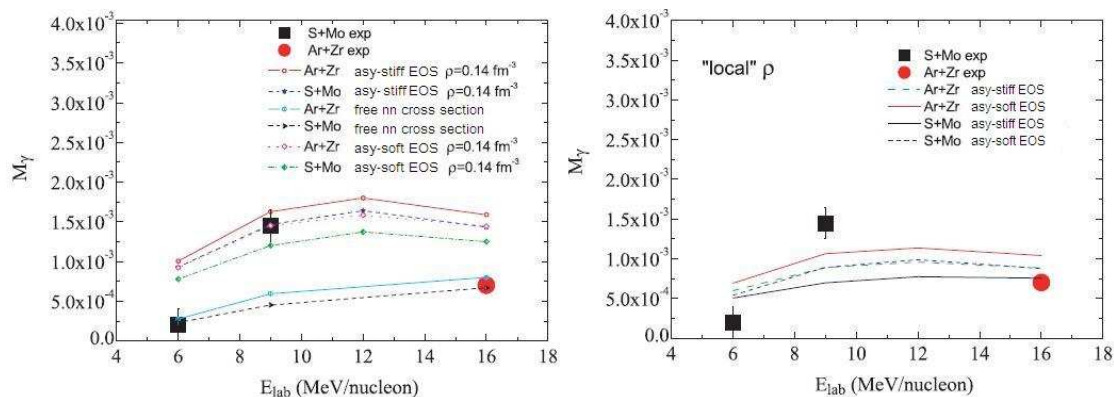 4.0x10⁻³
3.5x10⁻³
3.0x10⁻³
2.5x10⁻³
2.0x10⁻³
1.5x10⁻³
1.0x10⁻³
5.0x10⁻⁴
0.0
Mγ
S+Mo exp
Ar+Zr exp
Ar+Zr asy-stiff EOS ρ=0.14 fm⁻³
S+Mo asy-stiff EOS ρ=0.14 fm⁻³
Ar+Zr free nn cross section
S+Mo free nn cross section
Ar+Zr asy-soft EOS ρ=0.14 fm⁻³
S+Mo asy-soft EOS ρ=0.14 fm⁻³
4 6 8 10 12 14 16 18
E_lab (MeV/nucleon)
4.0x10⁻³
3.5x10⁻³
3.0x10⁻³
2.5x10⁻³
2.0x10⁻³
1.5x10⁻³
1.0x10⁻³
5.0x10⁻⁴
0.0
Mγ
"local" ρ
S+Mo exp
Ar+Zr exp
Ar+Zr asy-stiff EOS
Ar+Zr asy-soft EOS
S+Mo asy-stiff EOS
S+Mo asy-soft EOS
4 6 8 10 12 14 16 18
E_lab (MeV/nucleon)